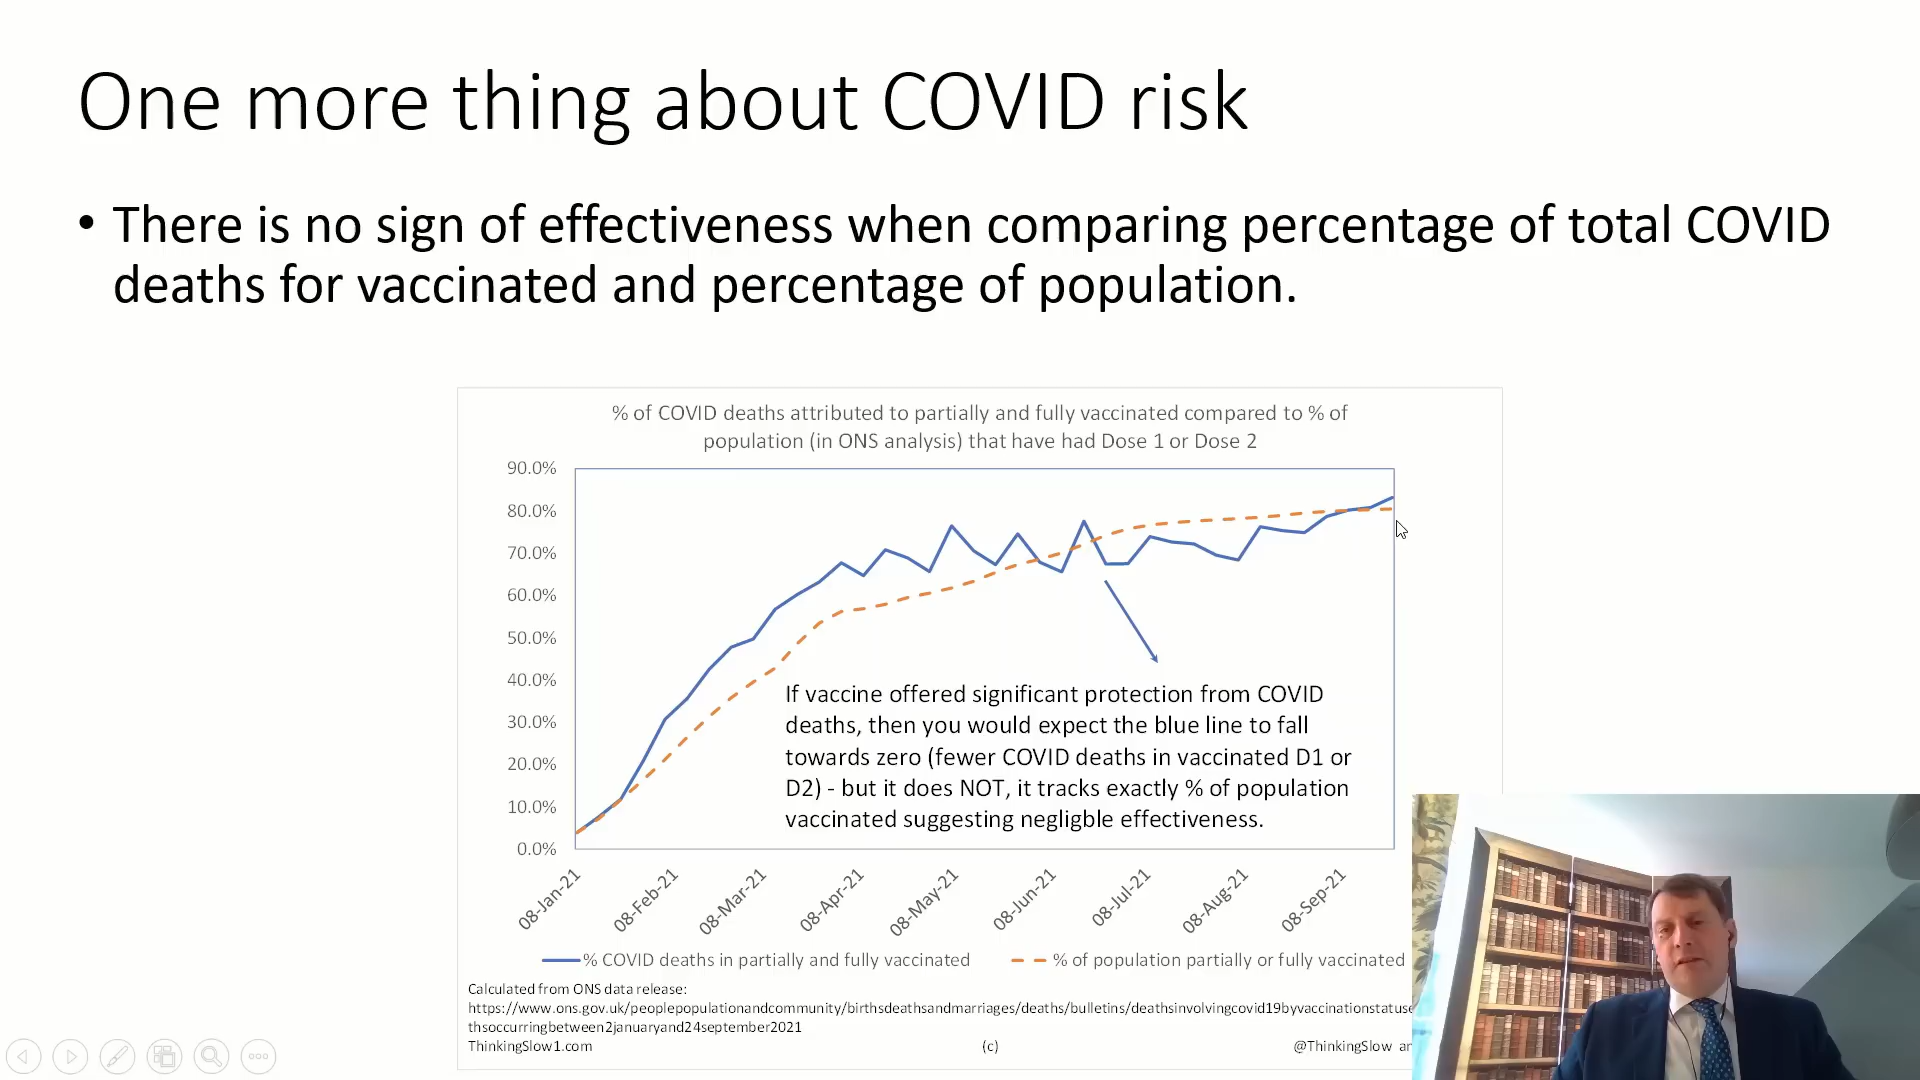 One more thing about COVID risk
• There is no sign of effectiveness when comparing percentage of total COVID
deaths for vaccinated and percentage of population.
% of COVID deaths attributed to partially and fully vaccinated compared to % of
population (in ONS analysis) that have had Dose 1 or Dose 2
90.0%
80.0%
70.0%
60.0%
50.0%
40.0%
30.0%
20.0%
10.0%
0.0%
If vaccine offered significant protection from COVID
deaths, then you would expect the blue line to fall
towards zero (fewer COVID deaths in vaccinated D1 or
D2) - but it does NOT, it tracks exactly % of population
vaccinated suggesting negligble effectiveness.
08-Jan-21
08-Feb-21
08-Mar-21
08-Apr-21
08-May-21
08-Jun-21
08-Jul-21
08-Aug-21
08-Sep-21
% COVID deaths in partially and fully vaccinated
% of population partially or fully vaccinated
Calculated from ONS data release:
https://www.ons.gov.uk/peoplepopulationandcommunity/birthsdeathsandmarriages/deaths/bulletins/deathsinvolvingcovid19byvaccinationstatuse
thsoccurringbetween2januaryand24september2021
ThinkingSlow1.com (c) @ThinkingSlow